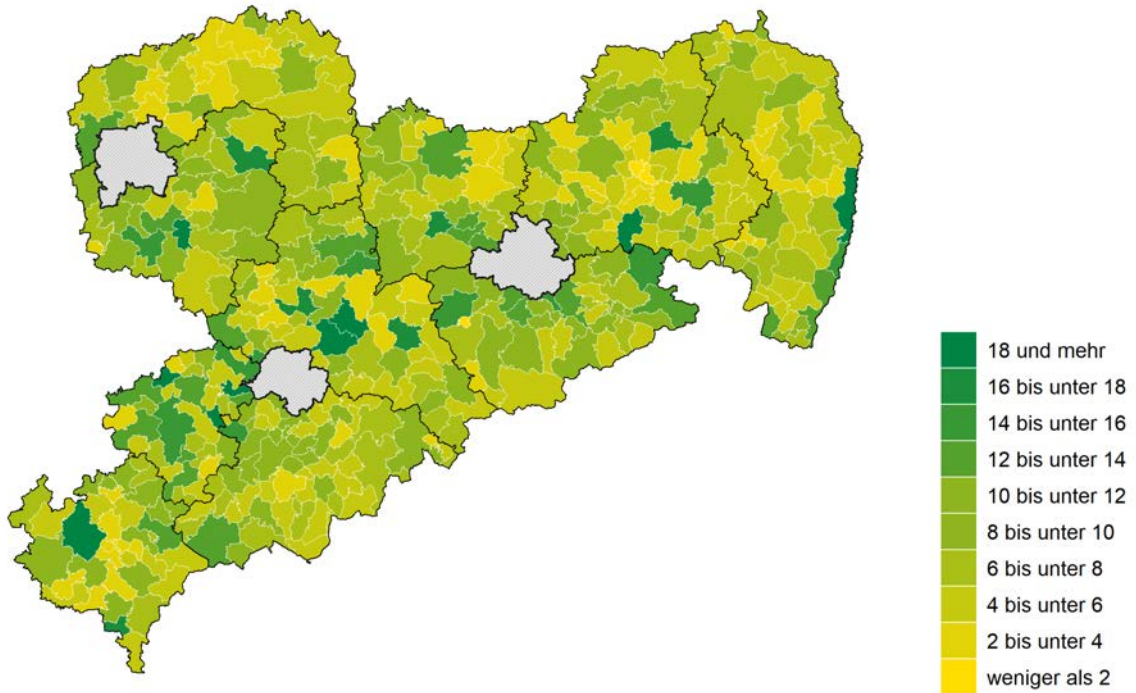 18 und mehr
16 bis unter 18
14 bis unter 16
12 bis unter 14
10 bis unter 12
8 bis unter 10
6 bis unter 8
4 bis unter 6
2 bis unter 4
weniger als 2